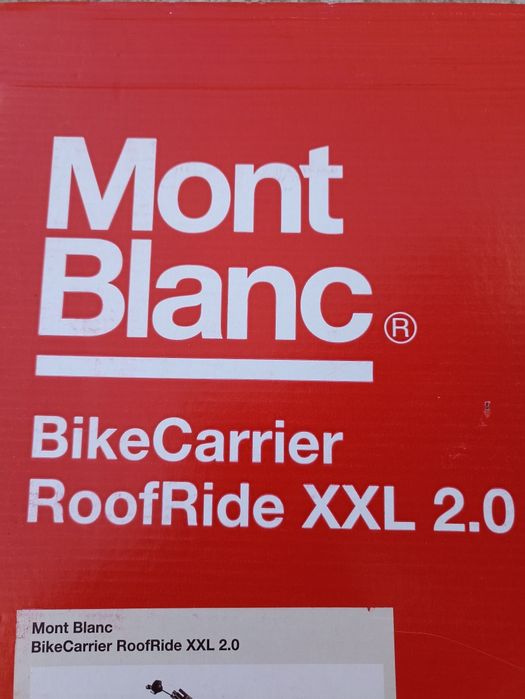 Mont
Blanc®
BikeCarrier
RoofRide XXL 2.0
Mont Blanc
BikeCarrier RoofRide XXL 2.0